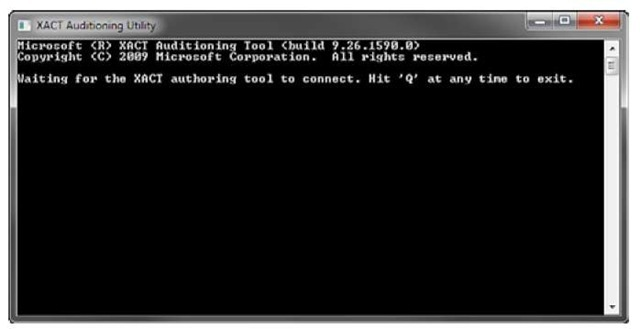 XACT Auditioning Utility
Microsoft (R) XACT Auditioning Tool (build 9.26.1590.0)
Copyright (C) 2009 Microsoft Corporation.  All rights reserved.
Waiting for the XACT authoring tool to connect. Hit 'Q' at any time to exit.